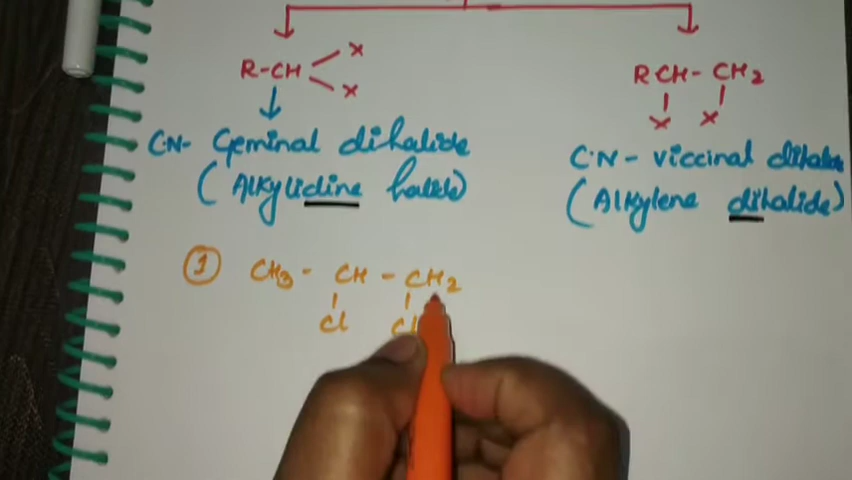 R-CH
X
X
RCH - CH2
X X
C.N- Geminal dihalide
(Alkylidine halide)
C.N - viccinal dihalide
(Alkylene dihalide)
1 CH3 - CH - CH2
Cl Cl